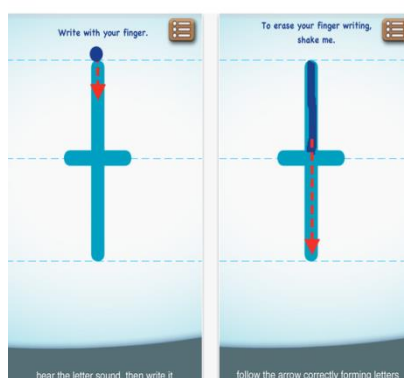 Write with your finger.
hear the letter sound, then write it
To erase your finger writing,
shake me.
follow the arrow correctly forming letters